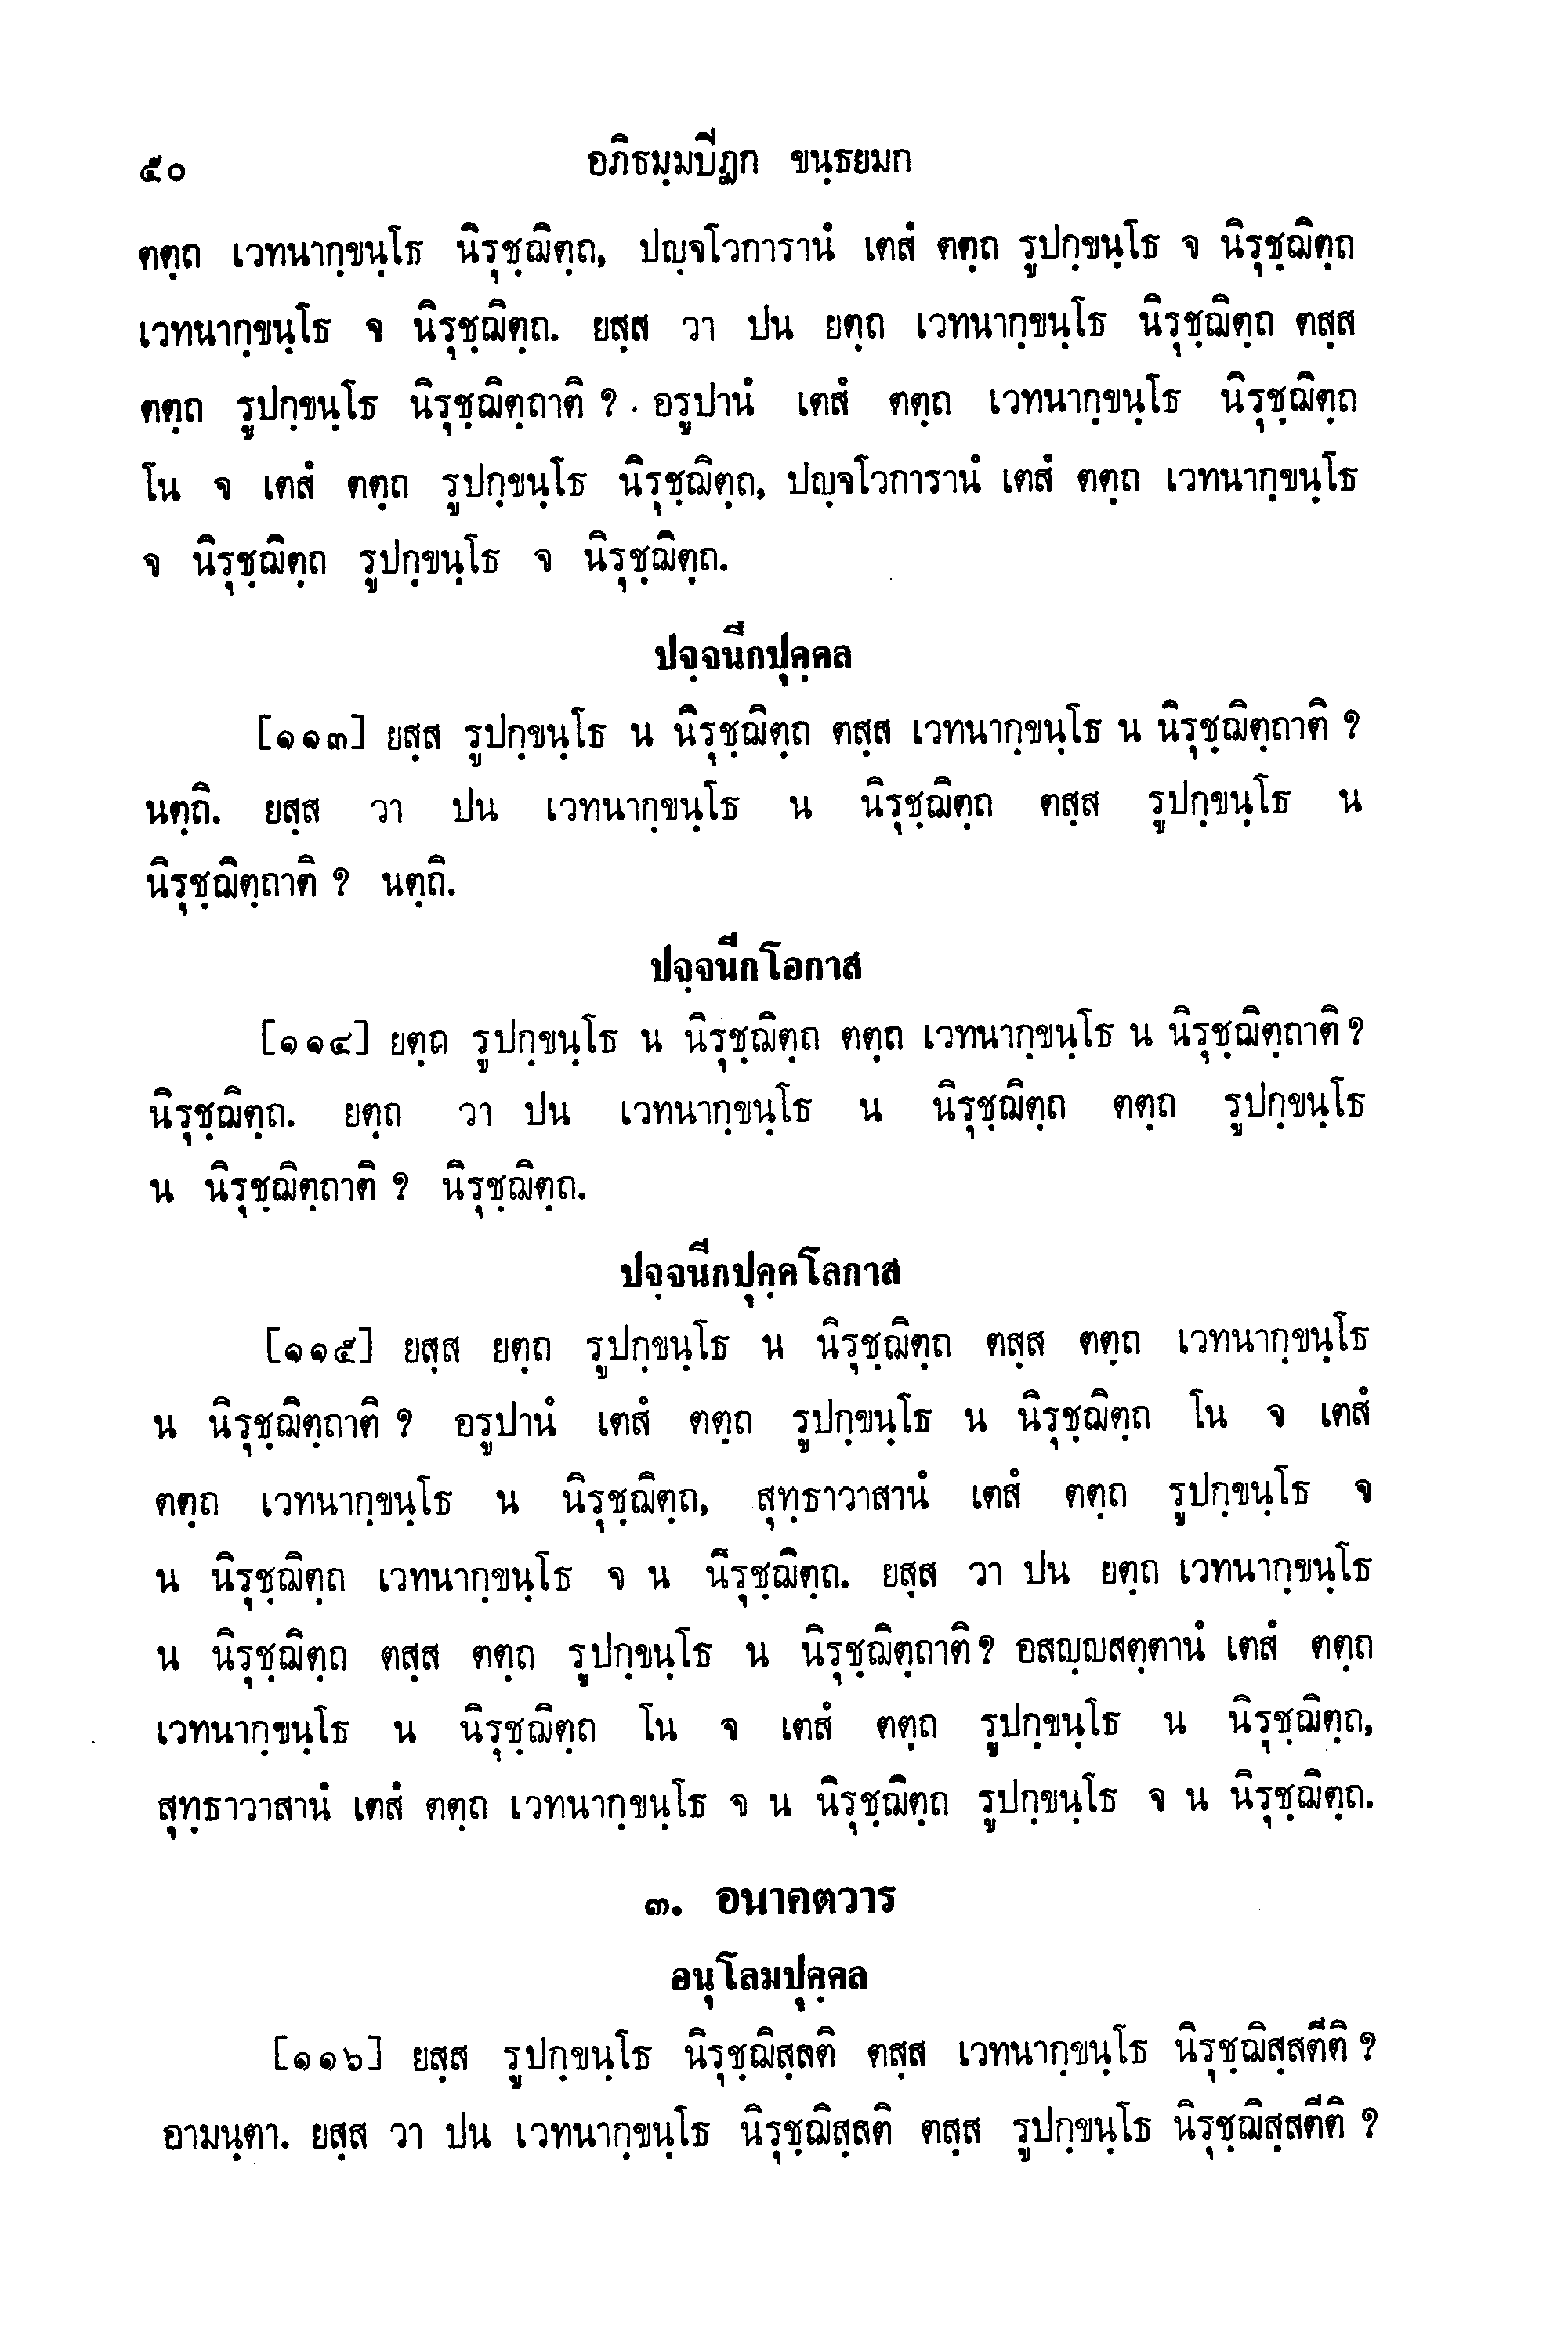 ๕๐ อภิธมฺมปีฏก ขนฺธยมก
ตตฺถ เวทนากฺขนฺโธ นิรุชฺฌิตฺถ, ปญฺจโวการานํ เตสํ ตตฺถ รูปกฺขนฺโธ จ นิรุชฺฌิตฺถ
เวทนากฺขนฺโธ จ นิรุชฺฌิตฺถ. ยสฺส วา ปน ยตฺถ เวทนากฺขนฺโธ นิรุชฺฌิตฺถ ตสฺส
ตตฺถ รูปกฺขนฺโธ นิรุชฺฌิตฺถาติ ? อรูปานํ เตสํ ตตฺถ เวทนากฺขนฺโธ นิรุชฺฌิตฺถ
โน จ เตสํ ตตฺถ รูปกฺขนฺโธ นิรุชฺฌิตฺถ, ปญฺจโวการานํ เตสํ ตตฺถ เวทนากฺขนฺโธ
จ นิรุชฺฌิตฺถ รูปกฺขนฺโธ จ นิรุชฺฌิตฺถ.
ปจฺจนีกปุคฺคล
[๑๑๓] ยสฺส รูปกฺขนฺโธ น นิรุชฺฌิตฺถ ตสฺส เวทนากฺขนฺโธ น นิรุชฺฌิตฺถาติ ?
นตฺถิ. ยสฺส วา ปน เวทนากฺขนฺโธ น นิรุชฺฌิตฺถ ตสฺส รูปกฺขนฺโธ น
นิรุชฺฌิตฺถาติ ? นตฺถิ.
ปจฺจนีกโอกาส
[๑๑๔] ยตฺถ รูปกฺขนฺโธ น นิรุชฺฌิตฺถ ตตฺถ เวทนากฺขนฺโธ น นิรุชฺฌิตฺถาติ ?
นิรุชฺฌิตฺถ. ยตฺถ วา ปน เวทนากฺขนฺโธ น นิรุชฺฌิตฺถ ตตฺถ รูปกฺขนฺโธ
น นิรุชฺฌิตฺถาติ ? นิรุชฺฌิตฺถ.
ปจฺจนีกปุคฺคโลกาส
[๑๑๕] ยสฺส ยตฺถ รูปกฺขนฺโธ น นิรุชฺฌิตฺถ ตสฺส ตตฺถ เวทนากฺขนฺโธ
น นิรุชฺฌิตฺถาติ ? อรูปานํ เตสํ ตตฺถ รูปกฺขนฺโธ น นิรุชฺฌิตฺถ โน จ เตสํ
ตตฺถ เวทนากฺขนฺโธ น นิรุชฺฌิตฺถ, สุทฺธาวาสานํ เตสํ ตตฺถ รูปกฺขนฺโธ จ
น นิรุชฺฌิตฺถ เวทนากฺขนฺโธ จ น นิรุชฺฌิตฺถ. ยสฺส วา ปน ยตฺถ เวทนากฺขนฺโธ
น นิรุชฺฌิตฺถ ตสฺส ตตฺถ รูปกฺขนฺโธ น นิรุชฺฌิตฺถาติ ? อสญฺญสตฺตานํ เตสํ ตตฺถ
เวทนากฺขนฺโธ น นิรุชฺฌิตฺถ โน จ เตสํ ตตฺถ รูปกฺขนฺโธ น นิรุชฺฌิตฺถ,
สุทฺธาวาสานํ เตสํ ตตฺถ เวทนากฺขนฺโธ จ น นิรุชฺฌิตฺถ รูปกฺขนฺโธ จ น นิรุชฺฌิตฺถ.
๓. อนาคตวาร
อนุโลมปุคฺคล
[๑๑๖] ยสฺส รูปกฺขนฺโธ นิรุชฺฌิสฺสติ ตสฺส เวทนากฺขนฺโธ นิรุชฺฌิสฺสตีติ ?
อามนฺตา. ยสฺส วา ปน เวทนากฺขนฺโธ นิรุชฺฌิสฺสติ ตสฺส รูปกฺขนฺโธ นิรุชฺฌิสฺสตีติ ?